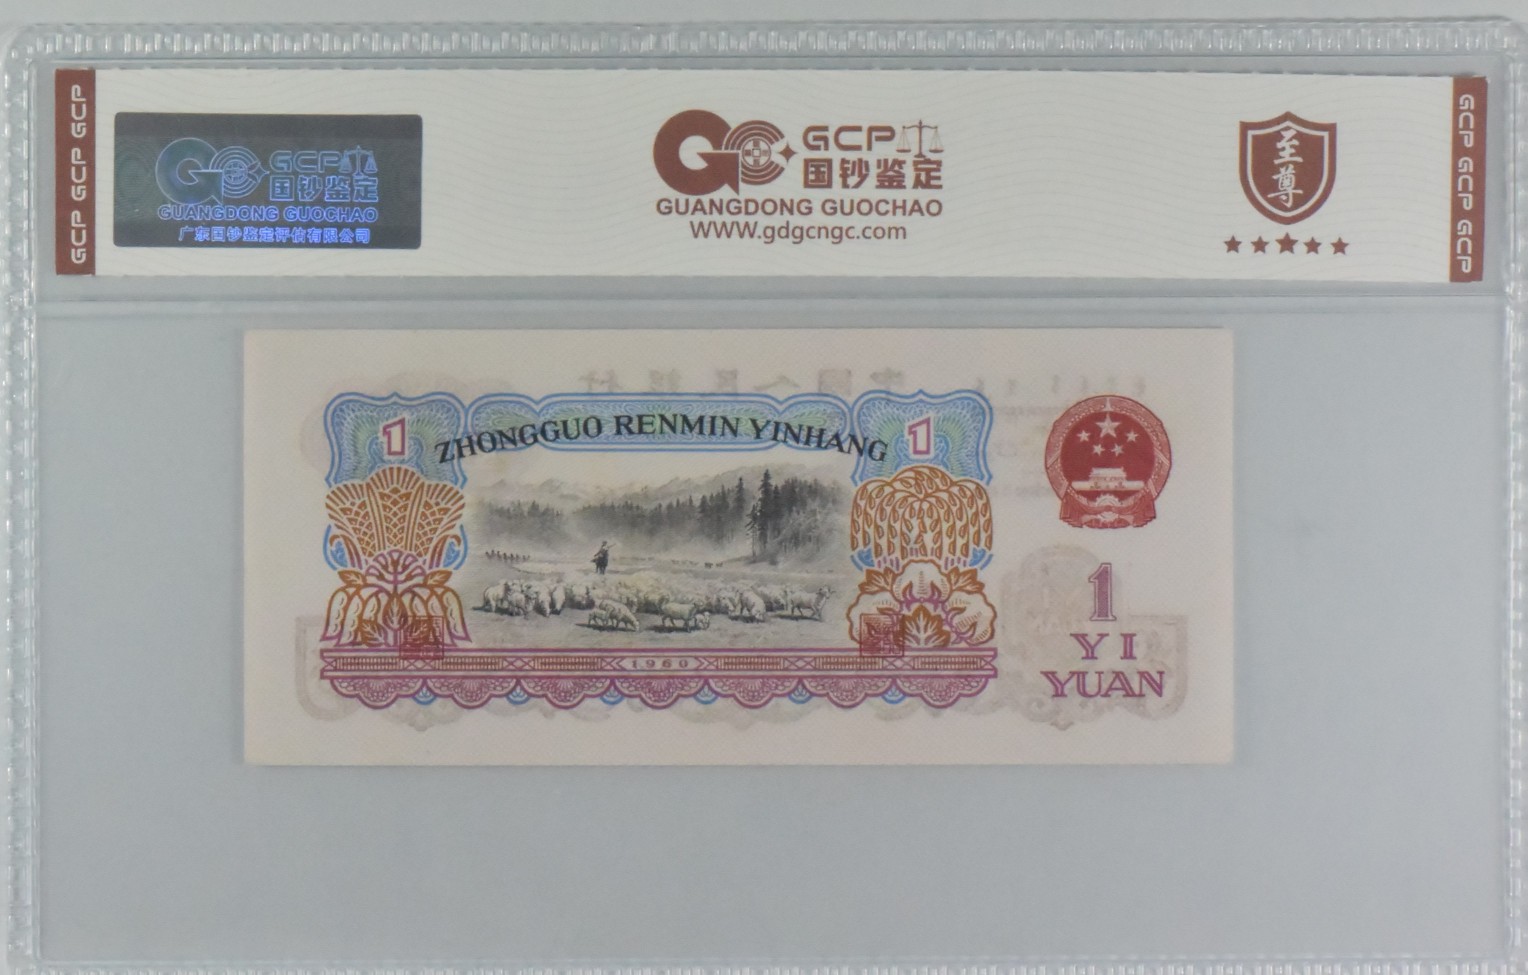 GCP GCP GCP
GCP 国钞鉴定
GUANGDONG GUOCHAO
广东国钞鉴定评估有限公司
GCP
国钞鉴定
GUANGDONG GUOCHAO
WWW.gdgcngc.com
至尊
GCP GCP GCP
1
ZHONGGUO RENMIN YINHANG
1
1960
1
YI
YUAN